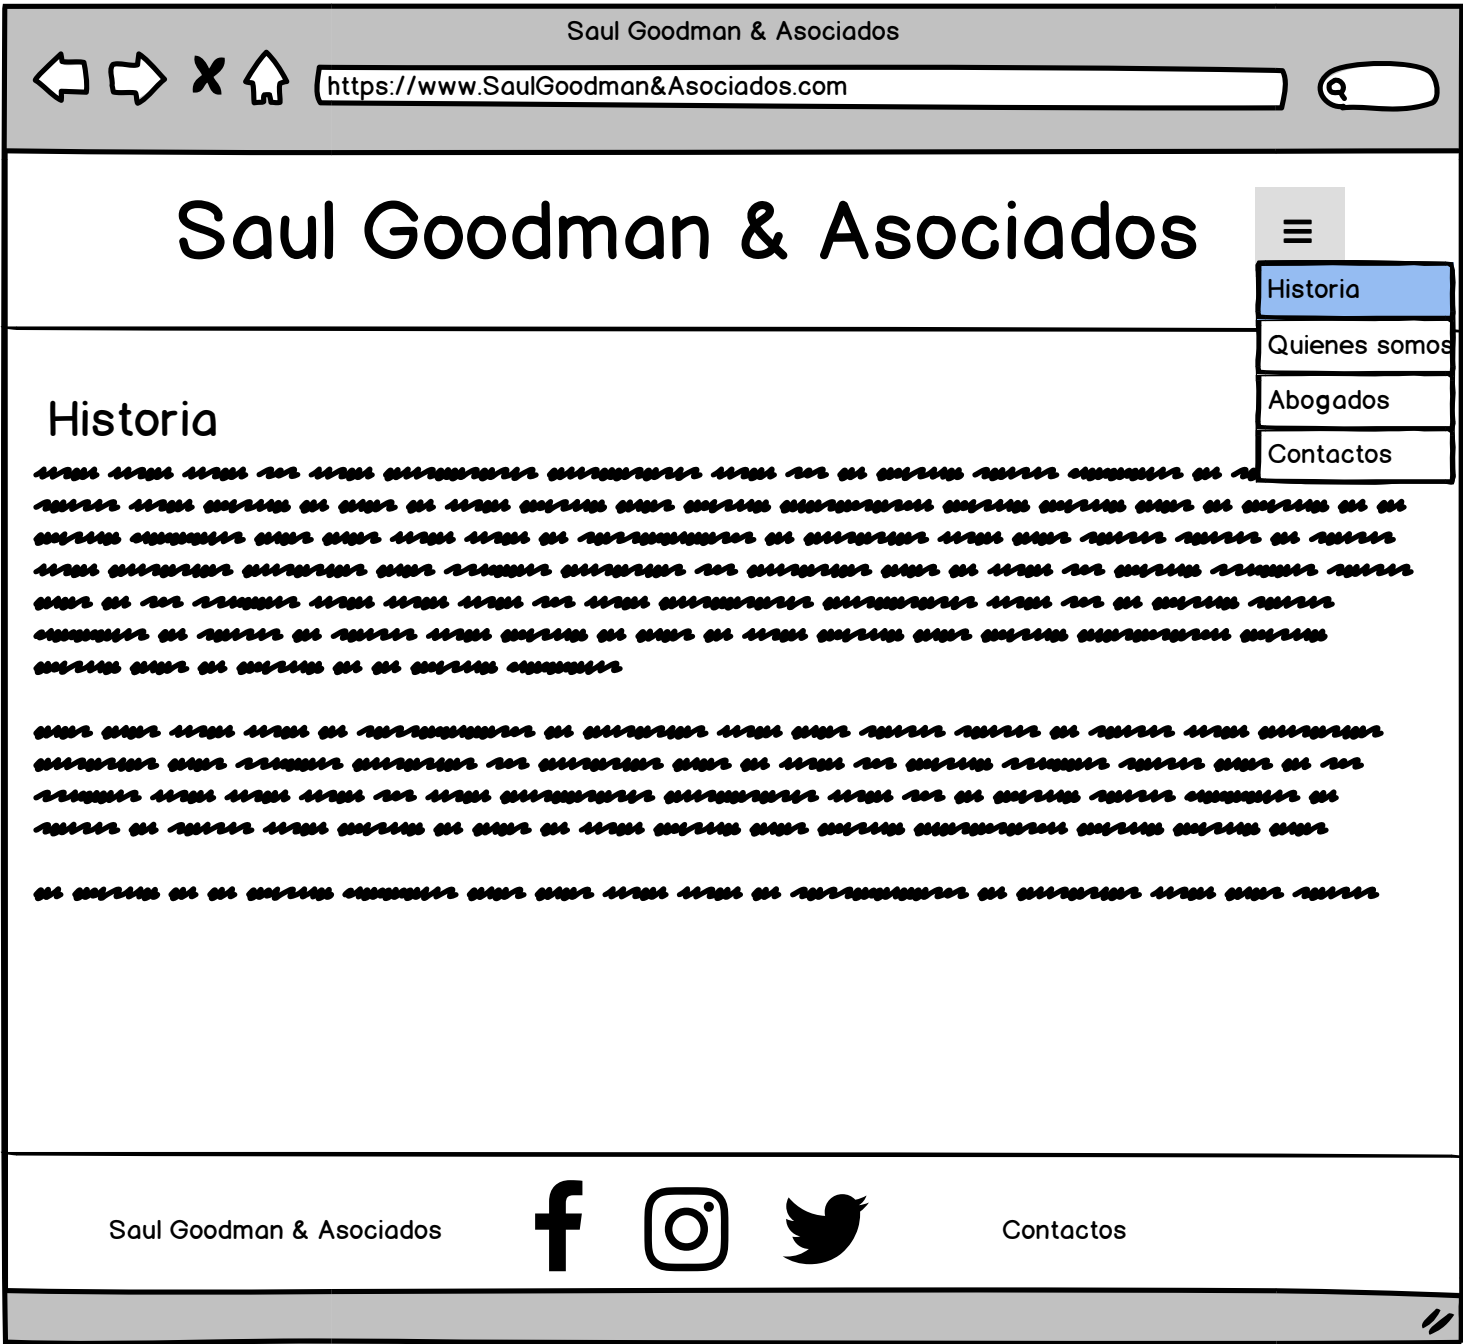 Saul Goodman & Asociados
https://www.SaulGoodman&Asociados.com
Saul Goodman & Asociados
Historia
Quienes somos
Abogados
Contactos
Historia
Saul Goodman & Asociados
Contactos